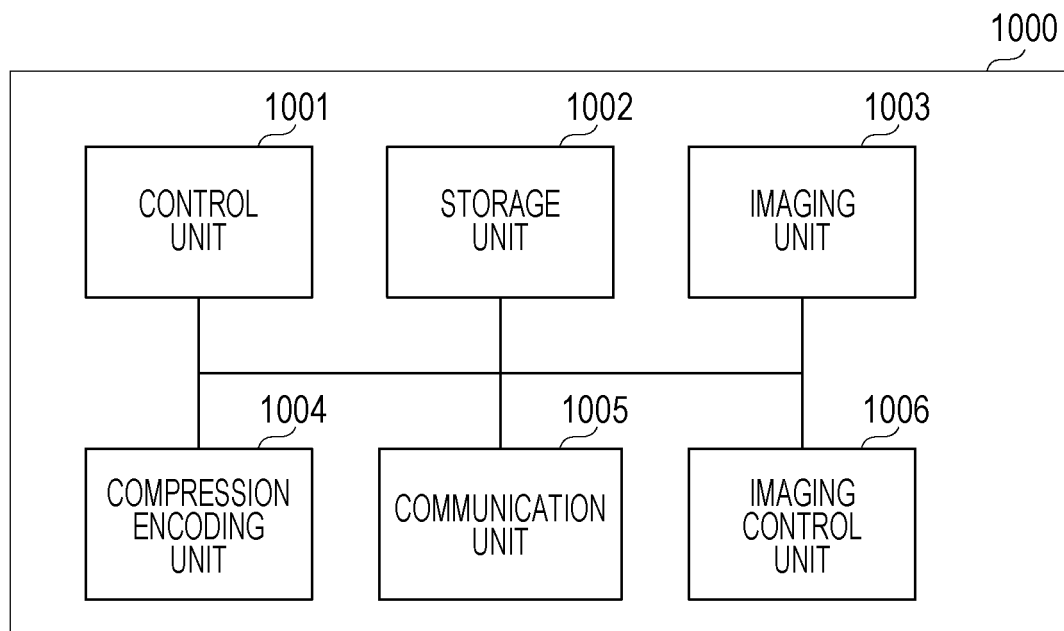 1000
1001
1002
1003
CONTROL
UNIT
STORAGE
UNIT
IMAGING
UNIT
1004
1005
1006
COMPRESSION
ENCODING
UNIT
COMMUNICATION
UNIT
IMAGING
CONTROL
UNIT